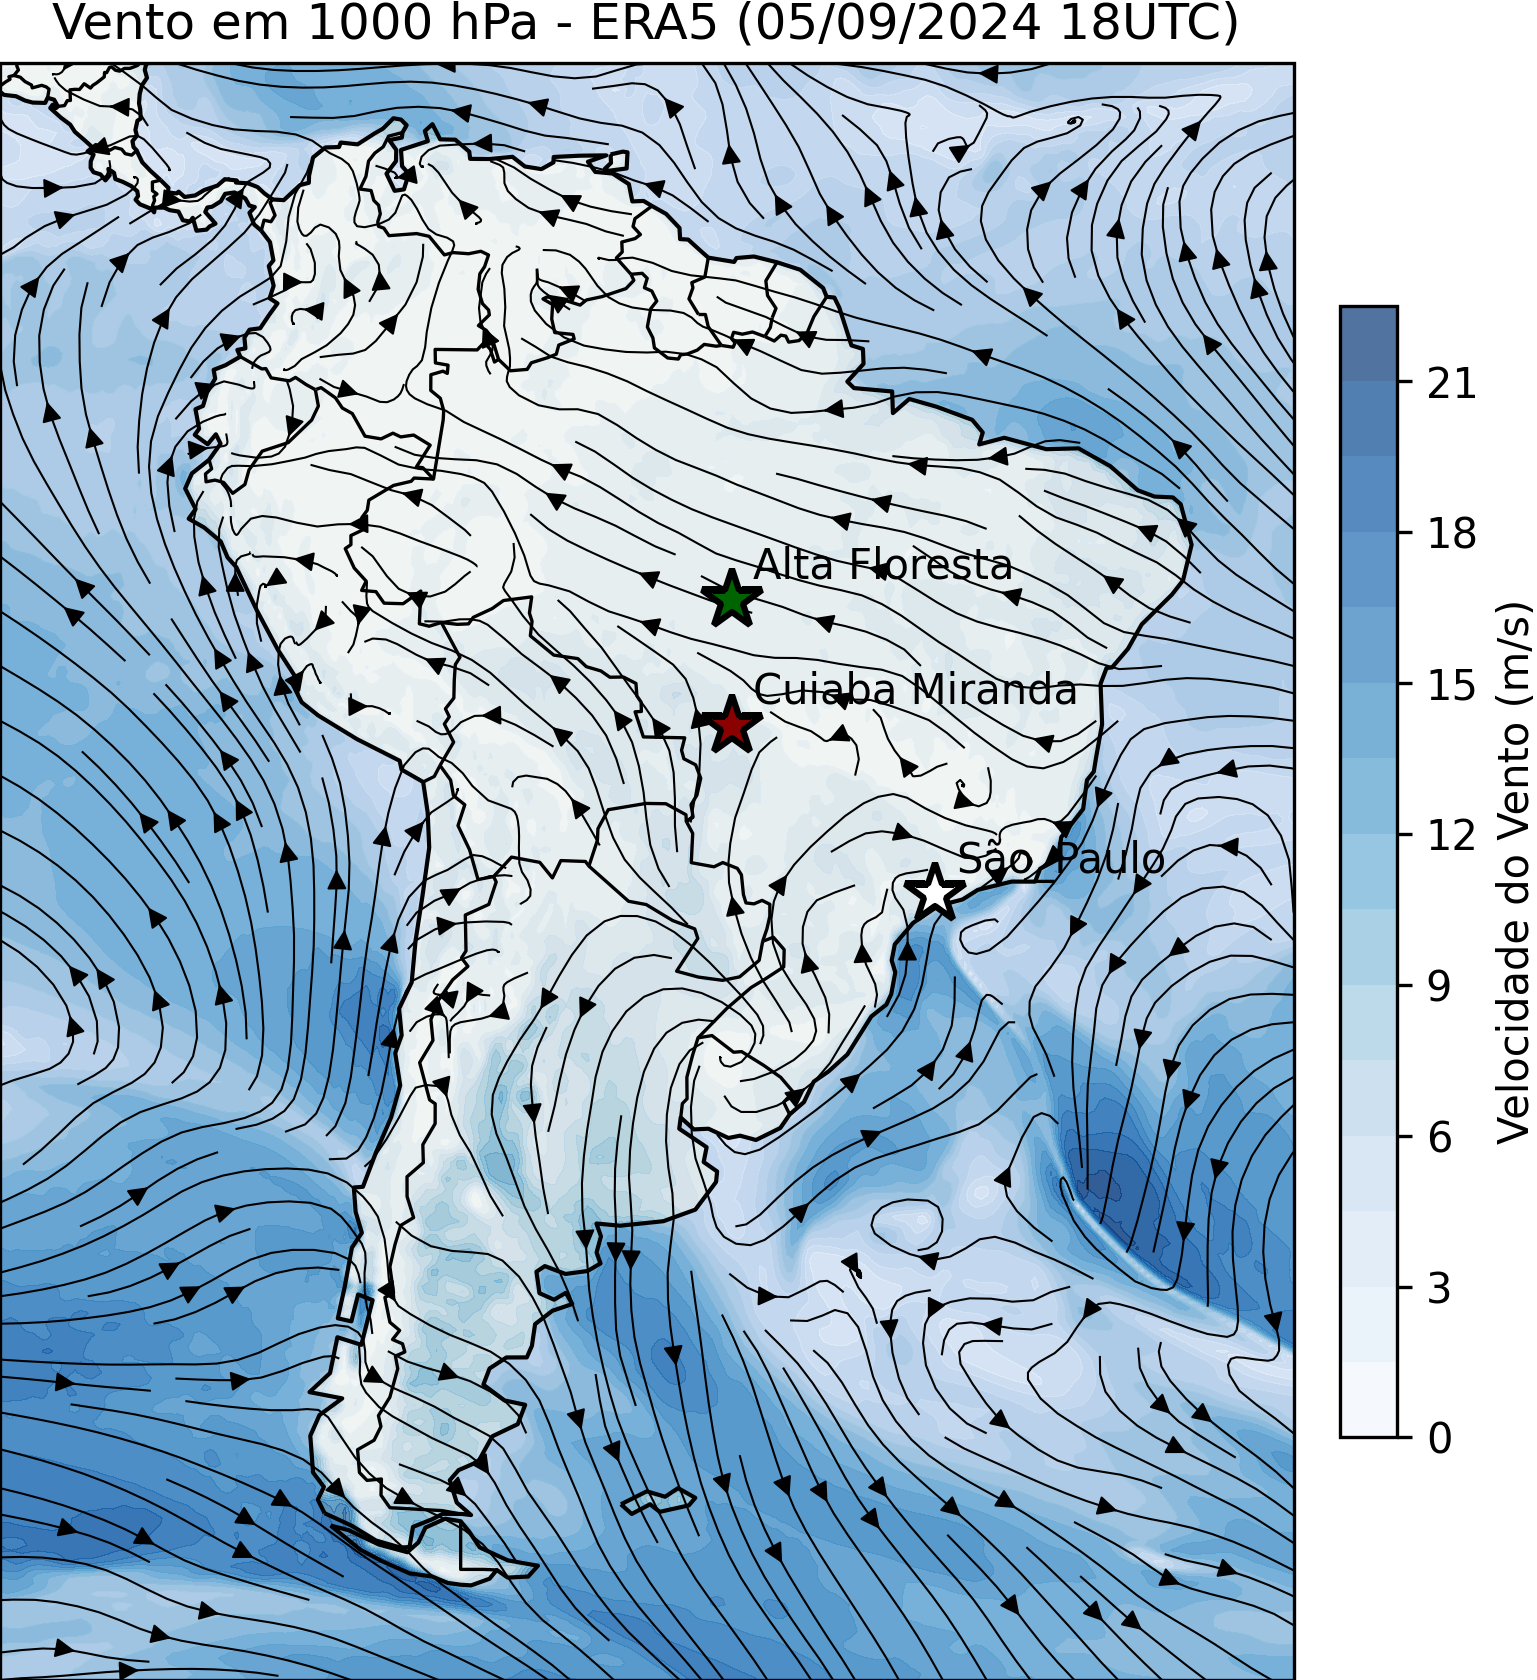 Vento em 1000 hPa - ERA5 (05/09/2024 18UTC)
Alta Floresta
Cuiaba Miranda
São Paulo
21
18
15
12
9
6
3
0
Velocidade do Vento (m/s)